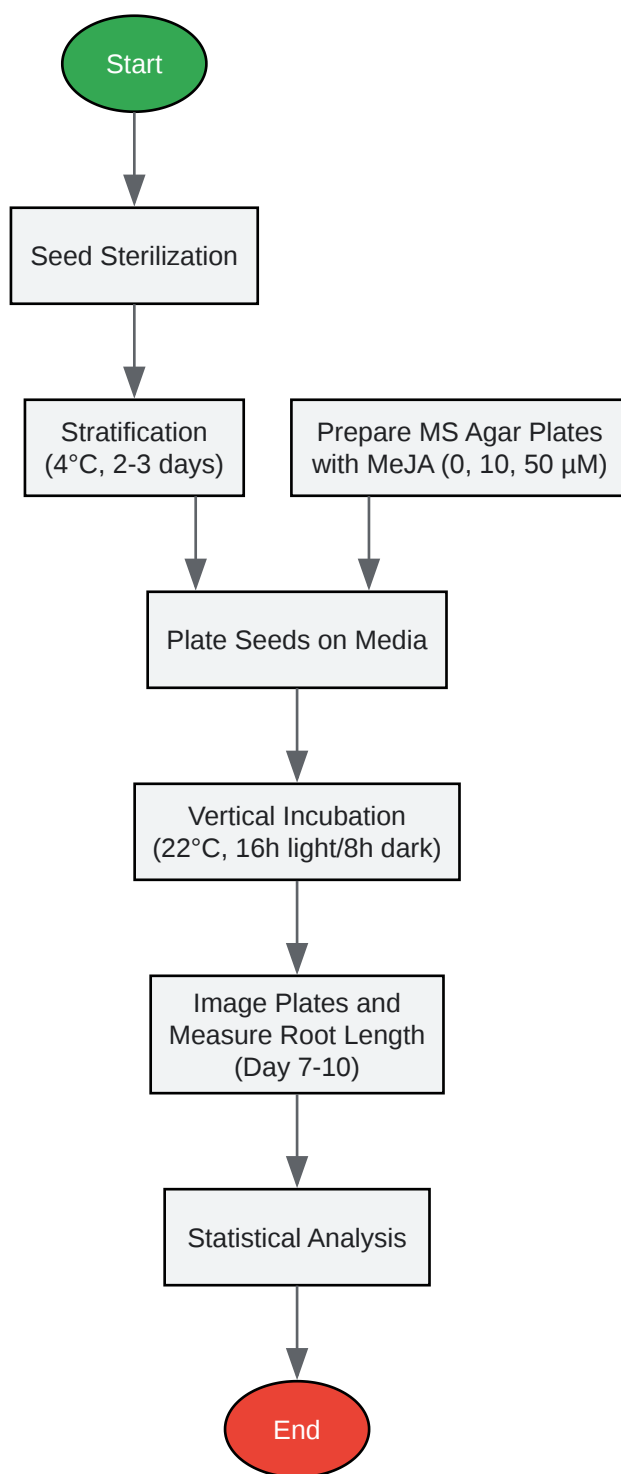 Start
Seed Sterilization
Stratification
(4°C, 2-3 days)
Prepare MS Agar Plates
with MeJA (0, 10, 50 µM)
Plate Seeds on Media
Vertical Incubation
(22°C, 16h light/8h dark)
Image Plates and
Measure Root Length
(Day 7-10)
Statistical Analysis
End